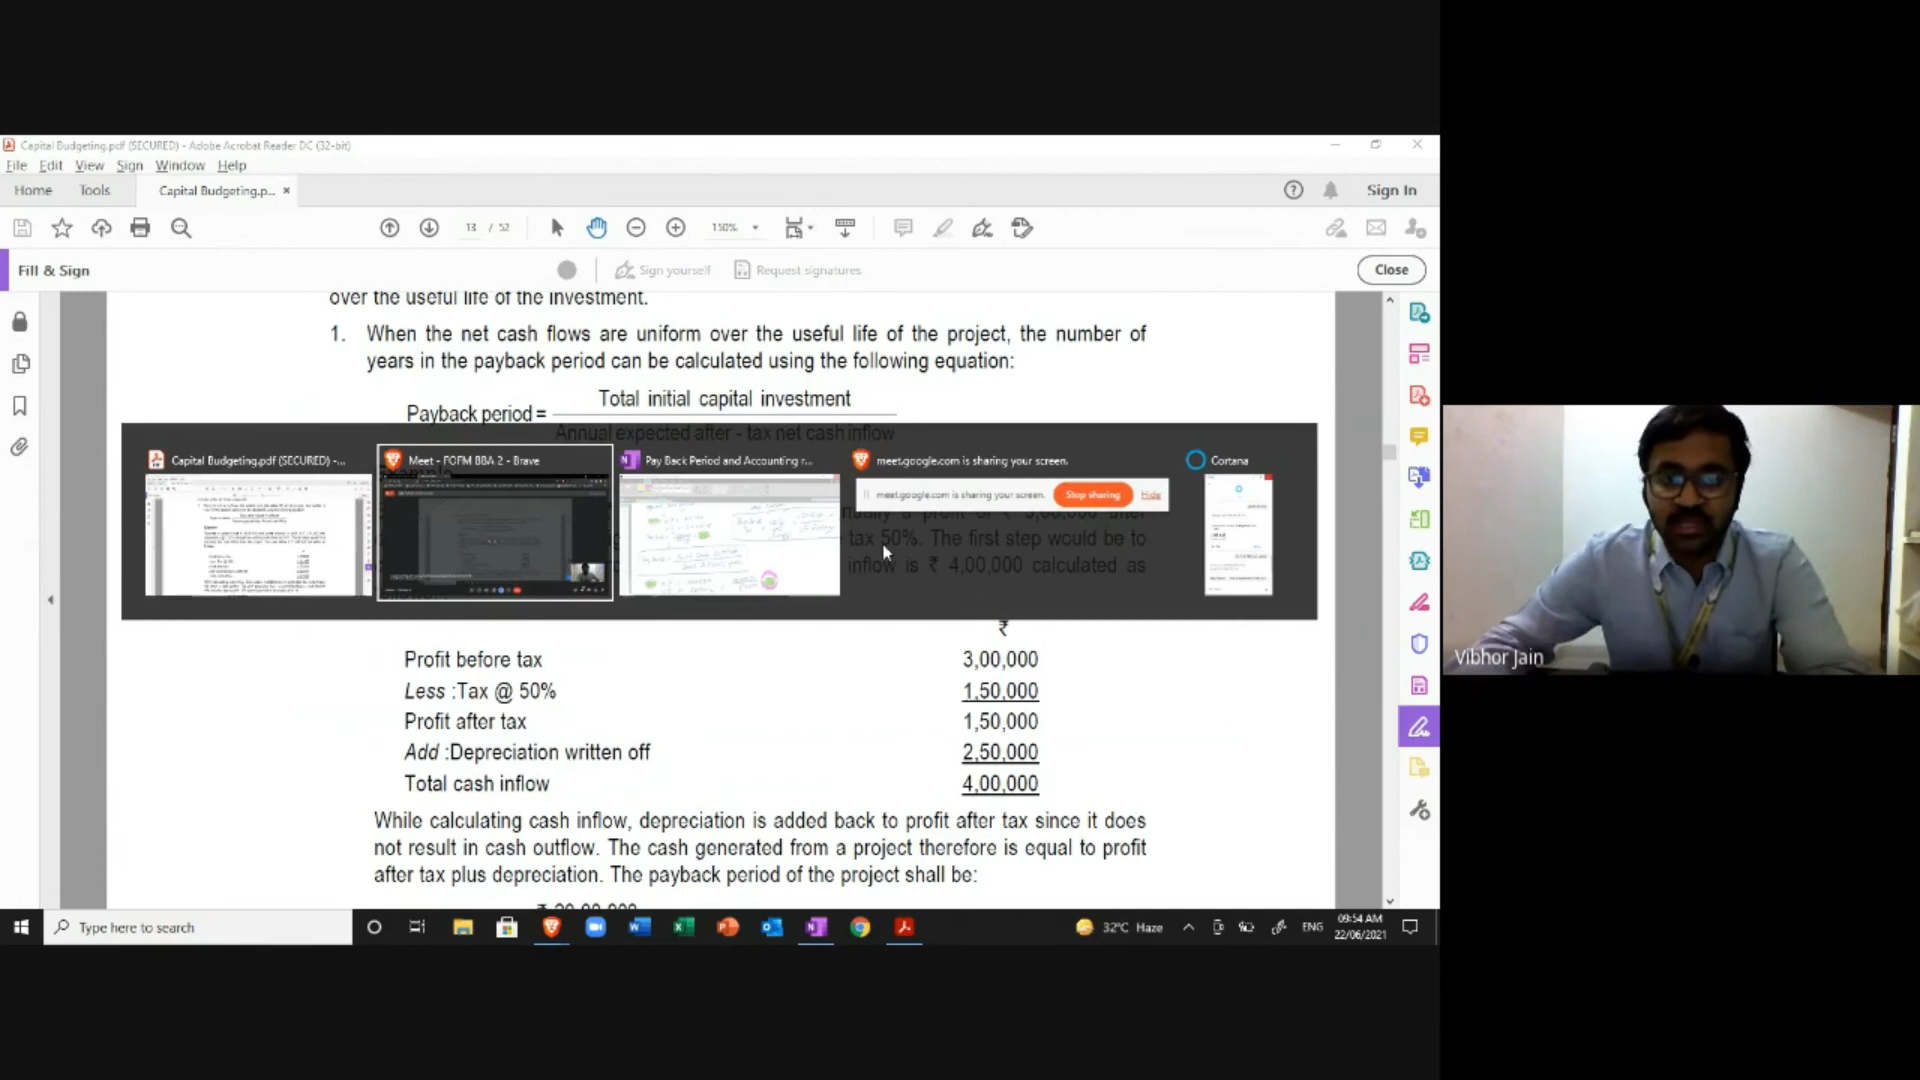 Capital Budgeting.pdf (SECURED) - Adobe Acrobat Reader DC (32-bit)
File Edit View Sign Window Help
Home Tools Capital Budgeting.p... × Sign In
13 / 52 150%
Fill & Sign Sign yourself Request signatures Close
over the useful life of the investment.
1. When the net cash flows are uniform over the useful life of the project, the number of
years in the payback period can be calculated using the following equation:
Total initial capital investment
Payback period =
Annual expected after - tax net cash inflow
Capital Budgeting.pdf (SECURED) -...
Meet - FOFM BBA 2 - Brave
Pay Back Period and Accounting r...
meet.google.com is sharing your screen.
Cortana
meet.google.com is sharing your screen. Stop sharing Hide
tax 50%. The first step would be to
inflow is ₹ 4,00,000 calculated as
₹
Profit before tax 3,00,000
Less :Tax @ 50% 1,50,000
Profit after tax 1,50,000
Add :Depreciation written off 2,50,000
Total cash inflow 4,00,000
While calculating cash inflow, depreciation is added back to profit after tax since it does
not result in cash outflow. The cash generated from a project therefore is equal to profit
after tax plus depreciation. The payback period of the project shall be:
Vibhor Jain
Type here to search
32°C Haze
ENG
09:54 AM
22/06/2021